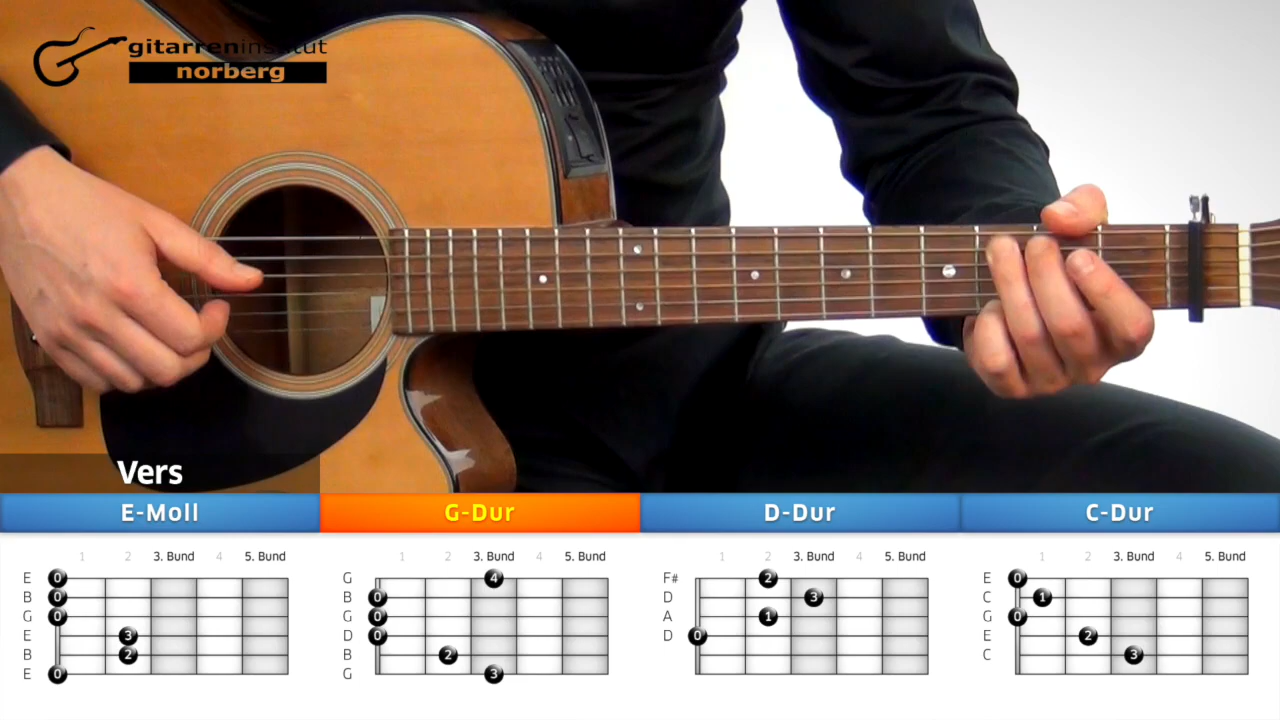 gitarreninstitut
norberg
Vers
E-Moll G-Dur D-Dur C-Dur
1 2 3. Bund 4 5. Bund 1 2 3. Bund 4 5. Bund 1 2 3. Bund 4 5. Bund 1 2 3. Bund 4 5. Bund
E 0 G 4 F# 2 E 0
B 0 B 0 D 3 C 1
G 0 G 0 A 1 G 0
E 3 D 0 D 0 E 2
B 2 B 2 C 3
E 0 G 3